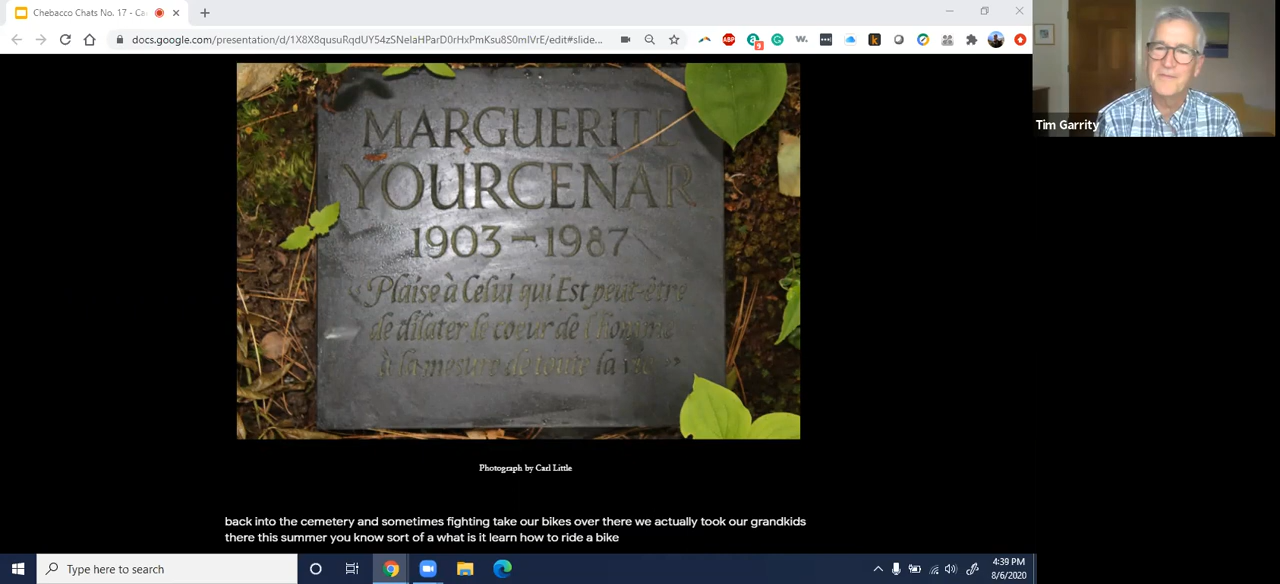 Chebacco Chats No. 17 - Ca
docs.google.com/presentation/d/1X8X8qusuRqdUY54zSNelaHParD0rHxPmKsu8S0mlVrE/edit#slide...
ABP
9
w.
k
Tim Garrity
MARGUERITE
YOURCENAR
1903–1987
«Plaise à Celui qui Est peut-être
de dilater le coeur de l'homme
à la mesure de toute la vie»
Photograph by Carl Little
back into the cemetery and sometimes fighting take our bikes over there we actually took our grandkids
there this summer you know sort of a what is it learn how to ride a bike
Type here to search
4:39 PM
8/6/2020